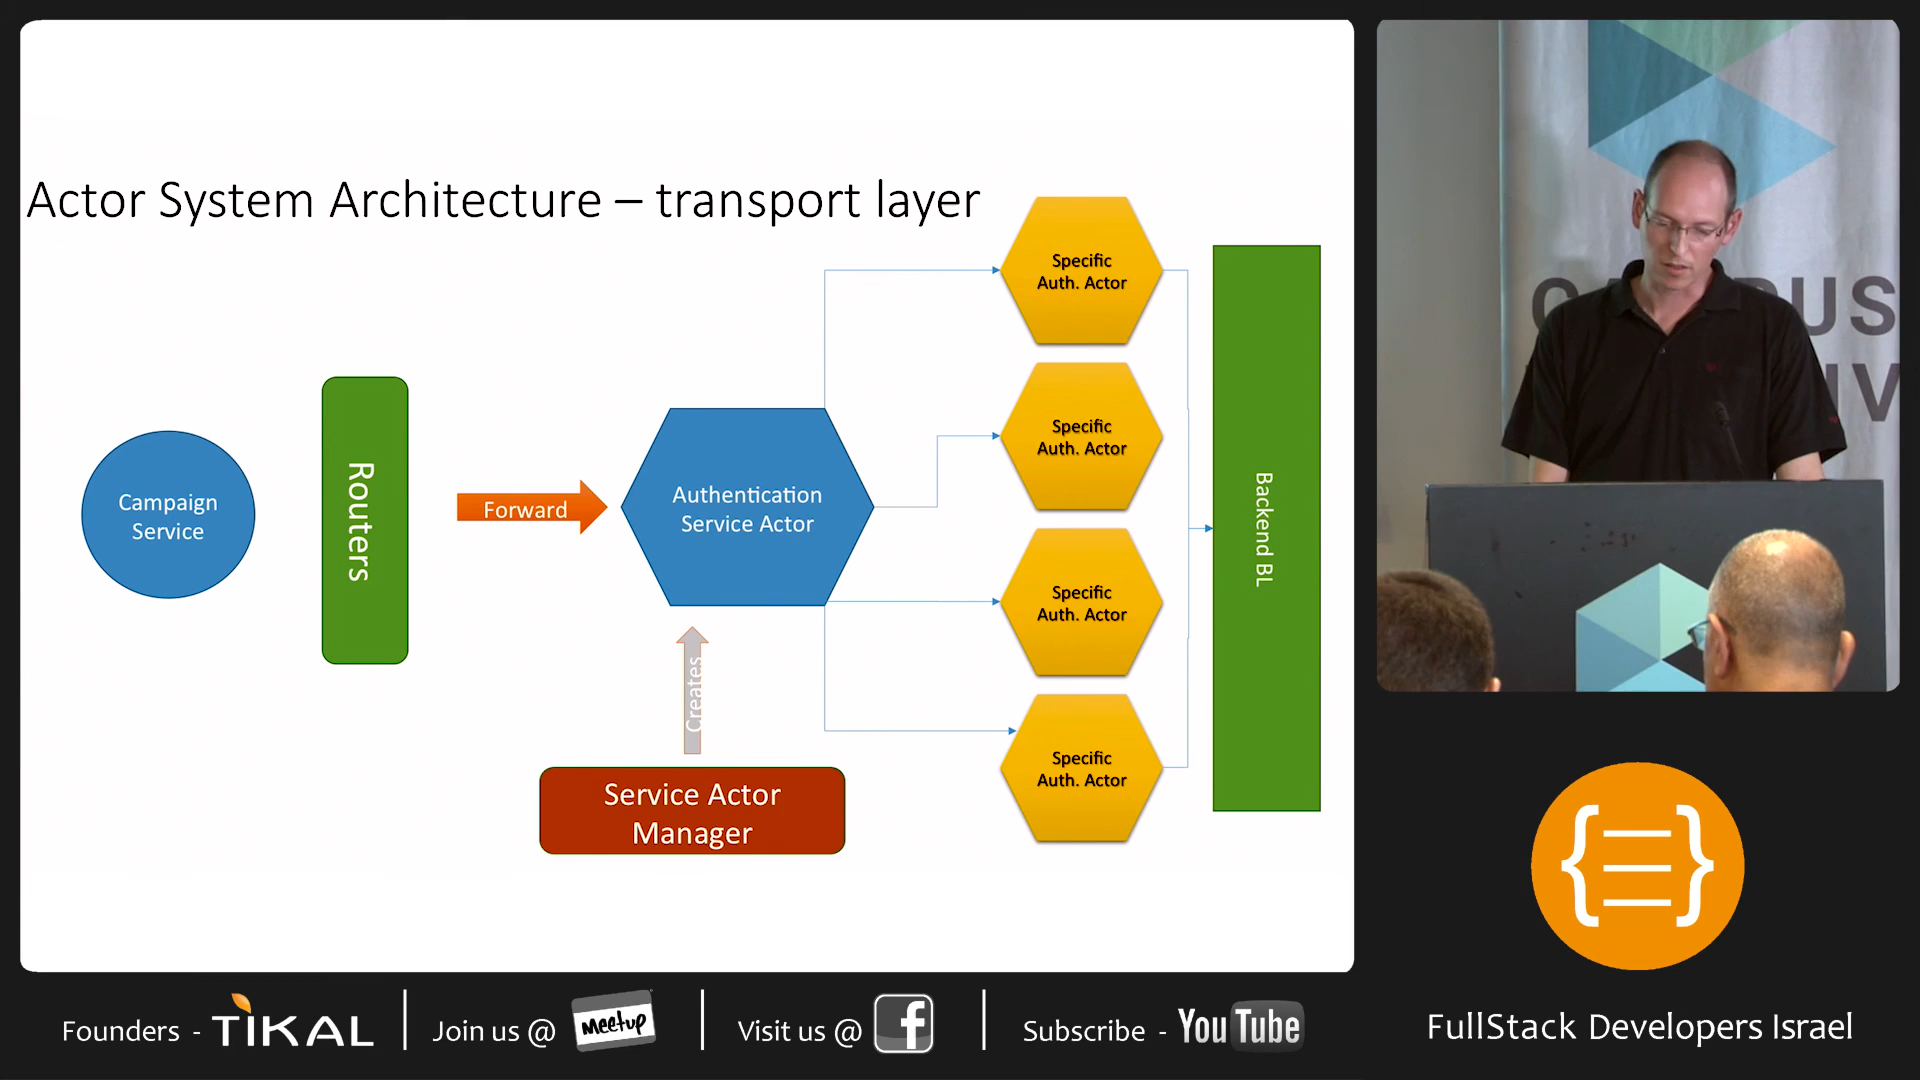 Actor System Architecture – transport layer
Campaign
Service
Routers
Forward
Authentication
Service Actor
Creates
Service Actor
Manager
Specific
Auth. Actor
Specific
Auth. Actor
Specific
Auth. Actor
Specific
Auth. Actor
Backend BL
Founders - TIKAL
Join us @ Meetup
Visit us @ f
Subscribe - YouTube
FullStack Developers Israel
{≡}